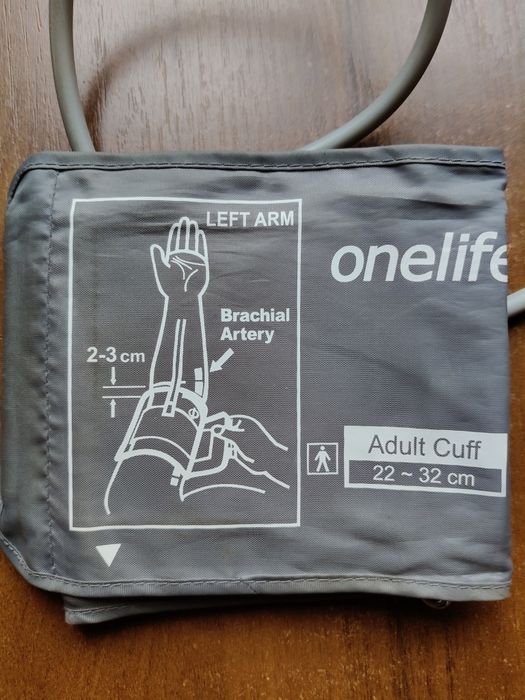 LEFT ARM
Brachial
Artery
2-3 cm
onelife
Adult Cuff
22 ~ 32 cm